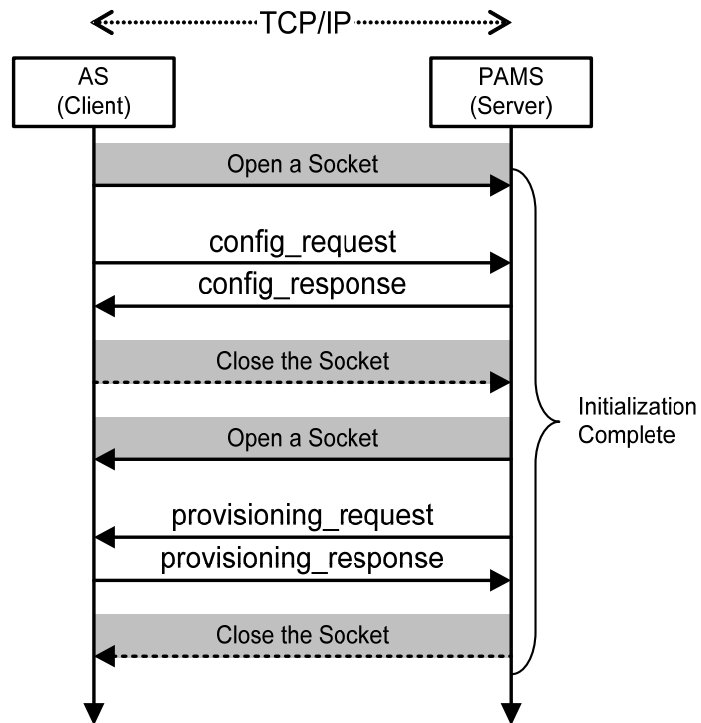 TCP/IP
AS
(Client)
PAMS
(Server)
Open a Socket
config_request
config_response
Close the Socket
Open a Socket
Initialization
Complete
provisioning_request
provisioning_response
Close the Socket